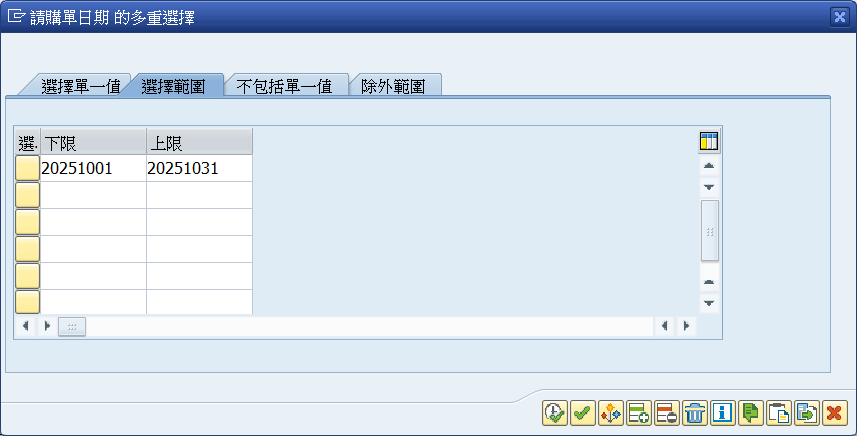 請購單日期 的多重選擇
選擇單一值 選擇範圍 不包括單一值 除外範圍
選. 下限 上限
20251001 20251031